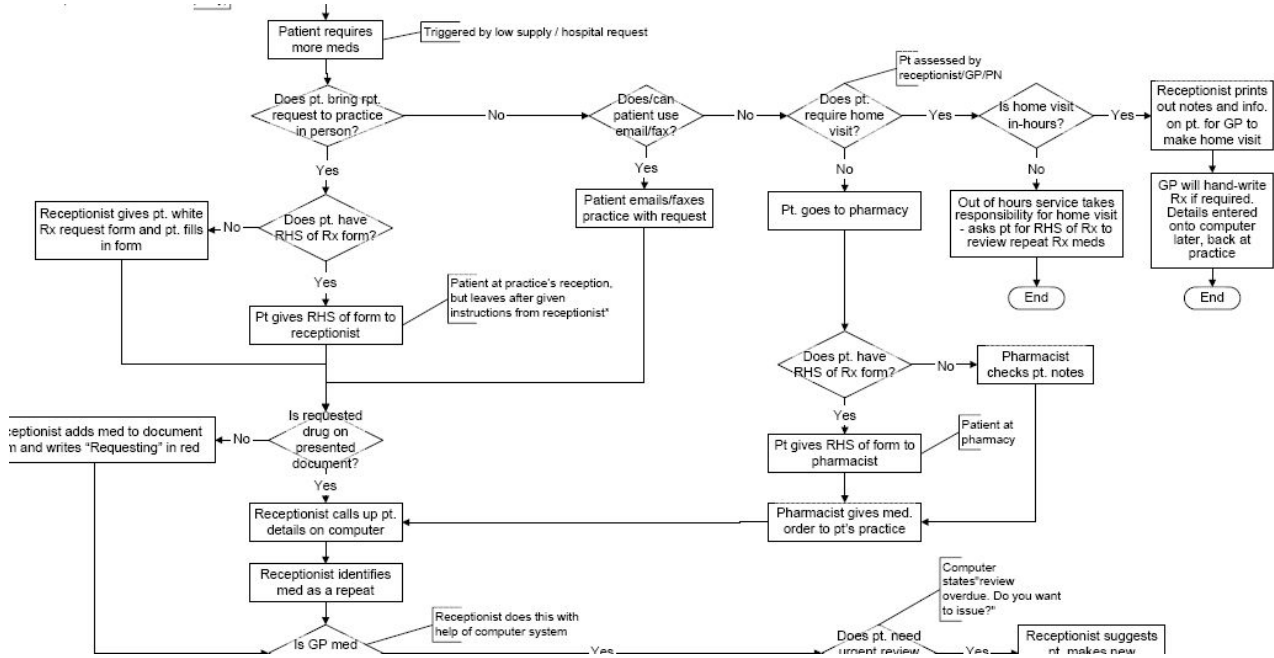 Patient requires
more meds
Triggered by low supply / hospital request
Pt assessed by
receptionist/GP/PN
Does pt. bring rpt.
request to practice
in person?
No
Does/can
patient use
email/fax?
No
Does pt.
require home
visit?
Yes
Is home visit
in-hours?
Yes
Receptionist prints
out notes and info.
on pt. for GP to
make home visit
Yes
Yes
No
No
Receptionist gives pt. white
Rx request form and pt. fills
in form
No
Does pt. have
RHS of Rx form?
Patient emails/faxes
practice with request
Pt. goes to pharmacy
Out of hours service takes
responsibility for home visit
- asks pt for RHS of Rx to
review repeat Rx meds
GP will hand-write
Rx if required.
Details entered
onto computer
later, back at
practice
Yes
Patient at practice's reception,
but leaves after given
instructions from receptionist"
End
End
Pt gives RHS of form to
receptionist
Does pt. have
RHS of Rx form?
No
Pharmacist
checks pt. notes
Yes
Is requested
drug on
presented
document?
No
ceptionist adds med to document
m and writes "Requesting" in red
Patient at
pharmacy
Pt gives RHS of form to
pharmacist
Yes
Receptionist calls up pt.
details on computer
Pharmacist gives med.
order to pt's practice
Receptionist identifies
med as a repeat
Computer
states"review
overdue. Do you want
to issue?"
Receptionist does this with
help of computer system
Is GP med
Yes
Does pt. need
urgent review
Yes
Receptionist suggests
pt. makes new